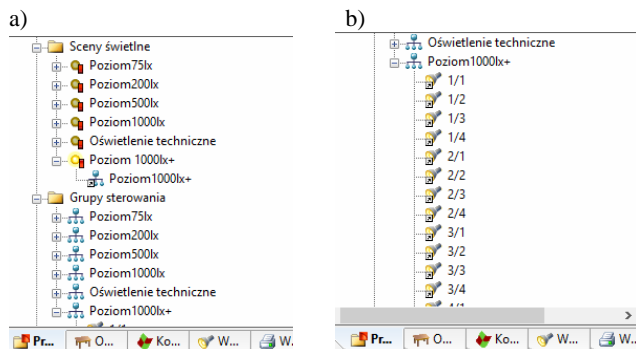 a)
Sceny świetlne
Poziom75lx
Poziom200lx
Poziom500lx
Poziom1000lx
Oświetlenie techniczne
Poziom 1000lx+
Poziom1000lx+
Grupy sterowania
Poziom75lx
Poziom200lx
Poziom500lx
Poziom1000lx
Oświetlenie techniczne
Poziom1000lx+
Pr... O... Ko... W... W.
b)
Oświetlenie techniczne
Poziom1000lx+
1/1
1/2
1/3
1/4
2/1
2/2
2/3
2/4
3/1
3/2
3/3
3/4
Pr... O... Ko... W... W.